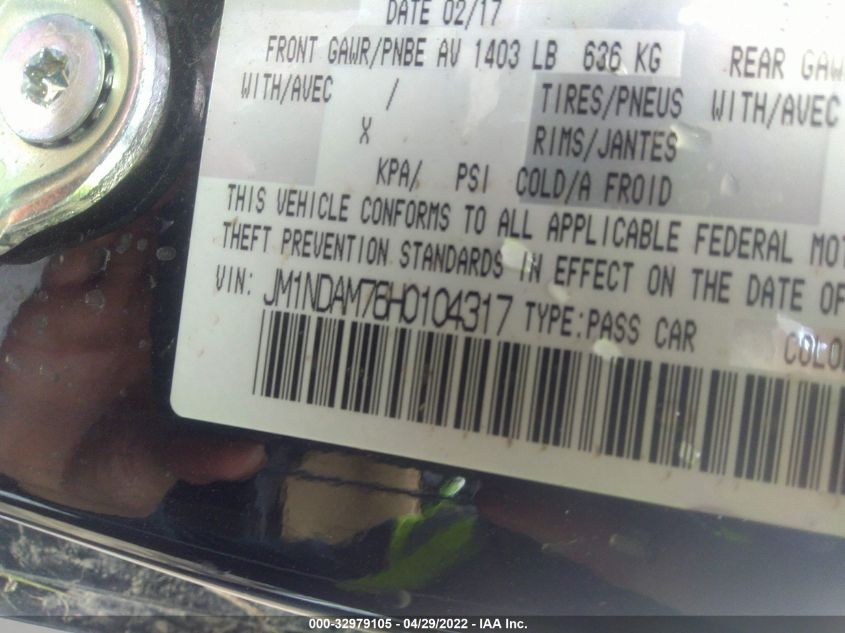 DATE 02/17
FRONT GAWR/PNBE AV 1403 LB 636 KG REAR GAW
WITH/AVEC / TIRES/PNEUS WITH/AVEC
X RIMS/JANTES
KPA/ PSI COLD/A FROID
THIS VEHICLE CONFORMS TO ALL APPLICABLE FEDERAL MOT
THEFT PREVENTION STANDARDS IN EFFECT ON THE DATE OF
VIN: JM1NDAM76H0104317 TYPE:PASS CAR COLO
000-32979105 - 04/29/2022 - IAA Inc.